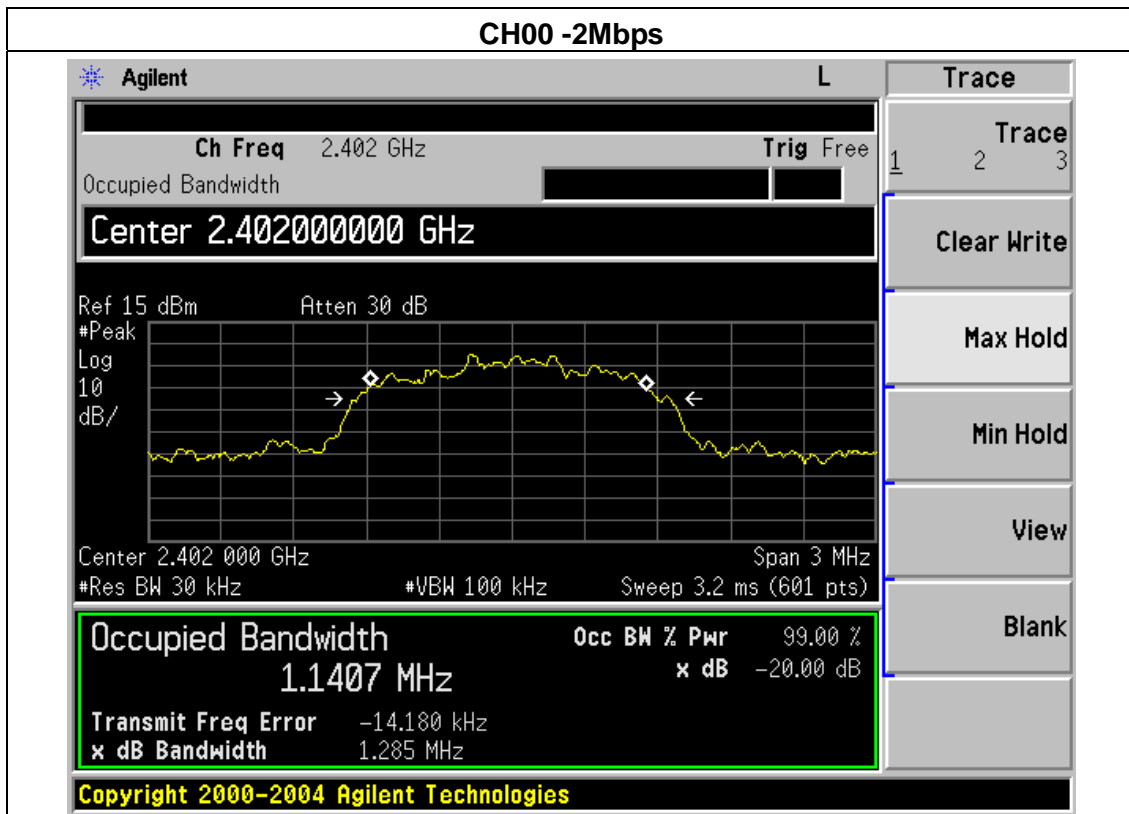 CH00 -2Mbps
Agilent L Trace
Ch Freq 2.402 GHz Trig Free
Trace
1 2 3
Occupied Bandwidth
Center 2.402000000 GHz
Clear Write
Ref 15 dBm Atten 30 dB
#Peak
Log
10
dB/
Max Hold
Min Hold
View
Center 2.402 000 GHz Span 3 MHz
#Res BW 30 kHz #VBW 100 kHz Sweep 3.2 ms (601 pts)
Blank
Occupied Bandwidth Occ BW % Pwr 99.00 %
1.1407 MHz x dB -20.00 dB
Transmit Freq Error -14.180 kHz
x dB Bandwidth 1.285 MHz
Copyright 2000-2004 Agilent Technologies